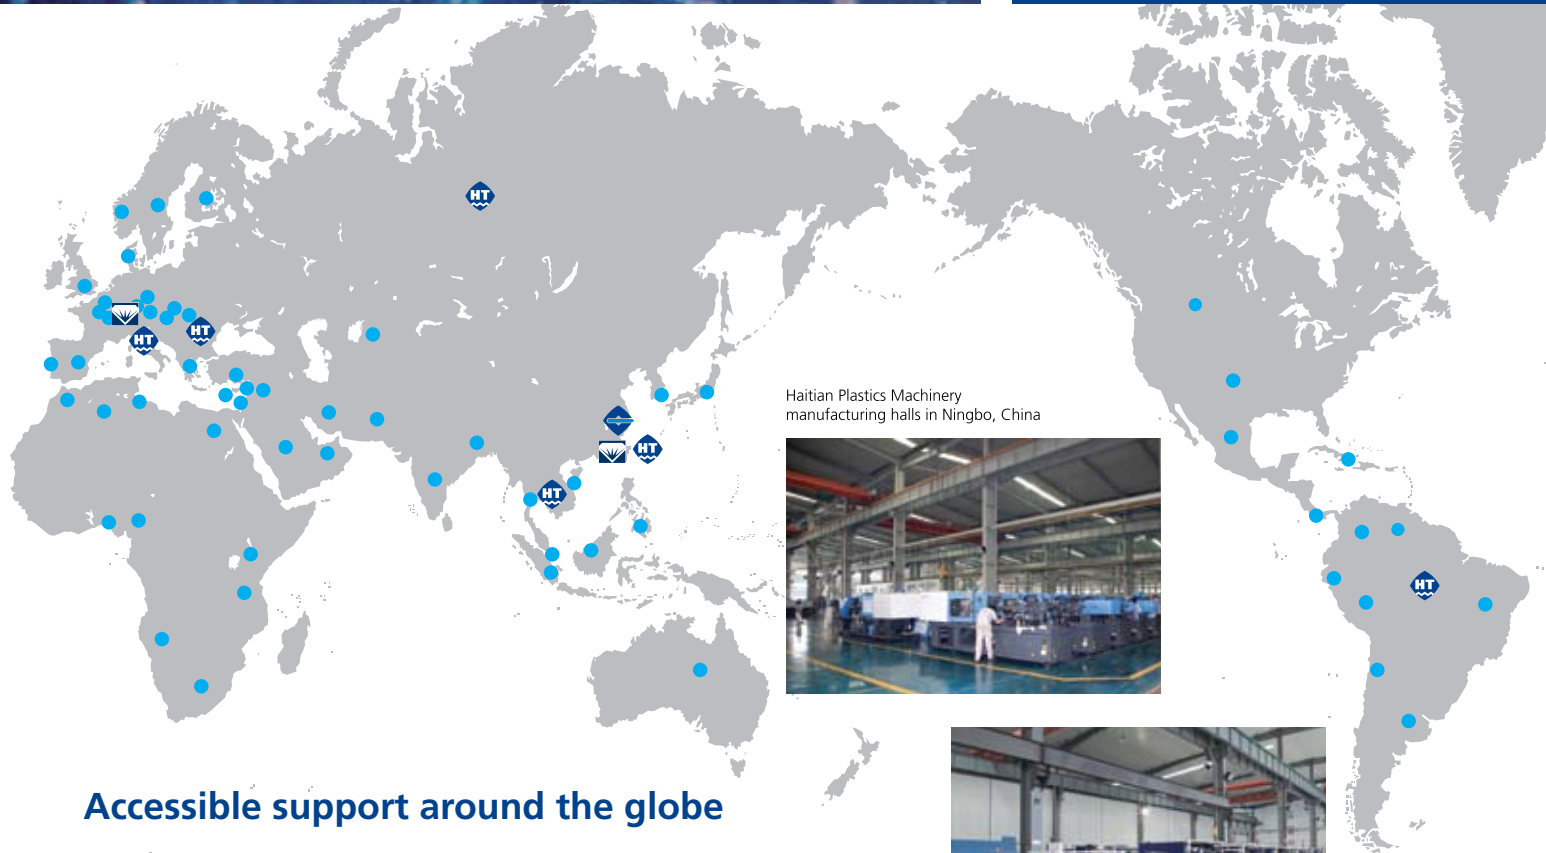 HT
HT
HT
Haitian Plastics Machinery
manufacturing halls in Ningbo, China
HT
HT
HT
Accessible support around the globe